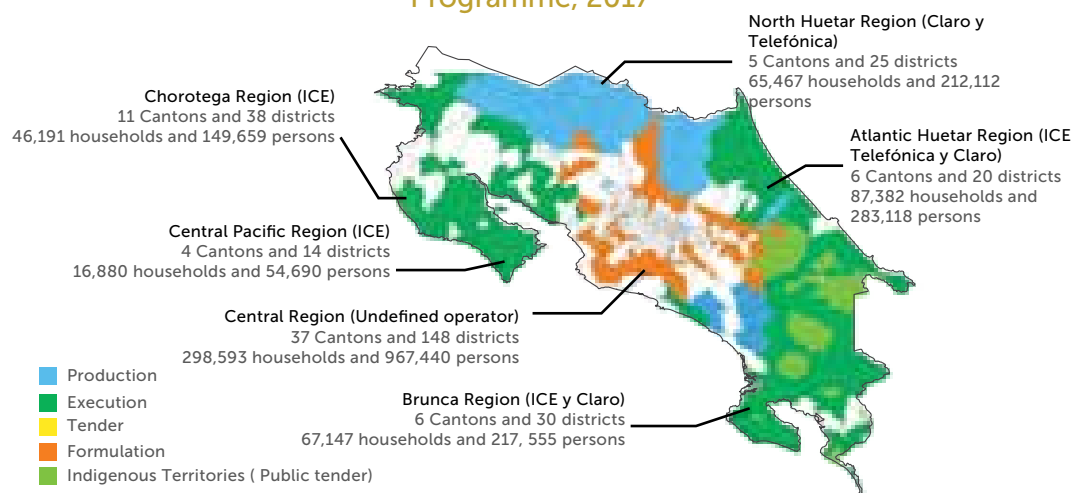 Programme, 2017
North Huetar Region (Claro y
Telefónica)
5 Cantons and 25 districts
65,467 households and 212,112
persons
Chorotega Region (ICE)
11 Cantons and 38 districts
46,191 households and 149,659 persons
Atlantic Huetar Region (ICE
Telefónica y Claro)
6 Cantons and 20 districts
87,382 households and
283,118 persons
Central Pacific Region (ICE)
4 Cantons and 14 districts
16,880 households and 54,690 persons
Central Region (Undefined operator)
37 Cantons and 148 districts
298,593 households and 967,440 persons
Brunca Region (ICE y Claro)
6 Cantons and 30 districts
67,147 households and 217, 555 persons
Production
Execution
Tender
Formulation
Indigenous Territories ( Public tender)